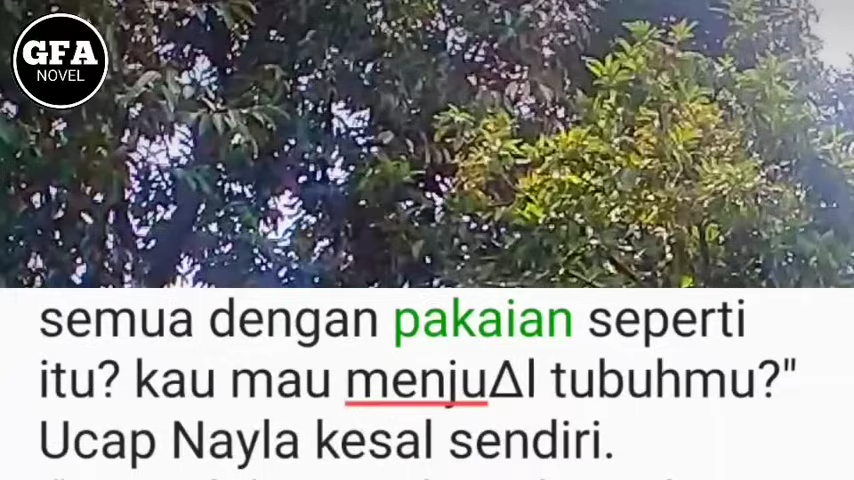 GFA
NOVEL
semua dengan pakaian seperti
itu? kau mau menjuΔl tubuhmu?"
Ucap Nayla kesal sendiri.